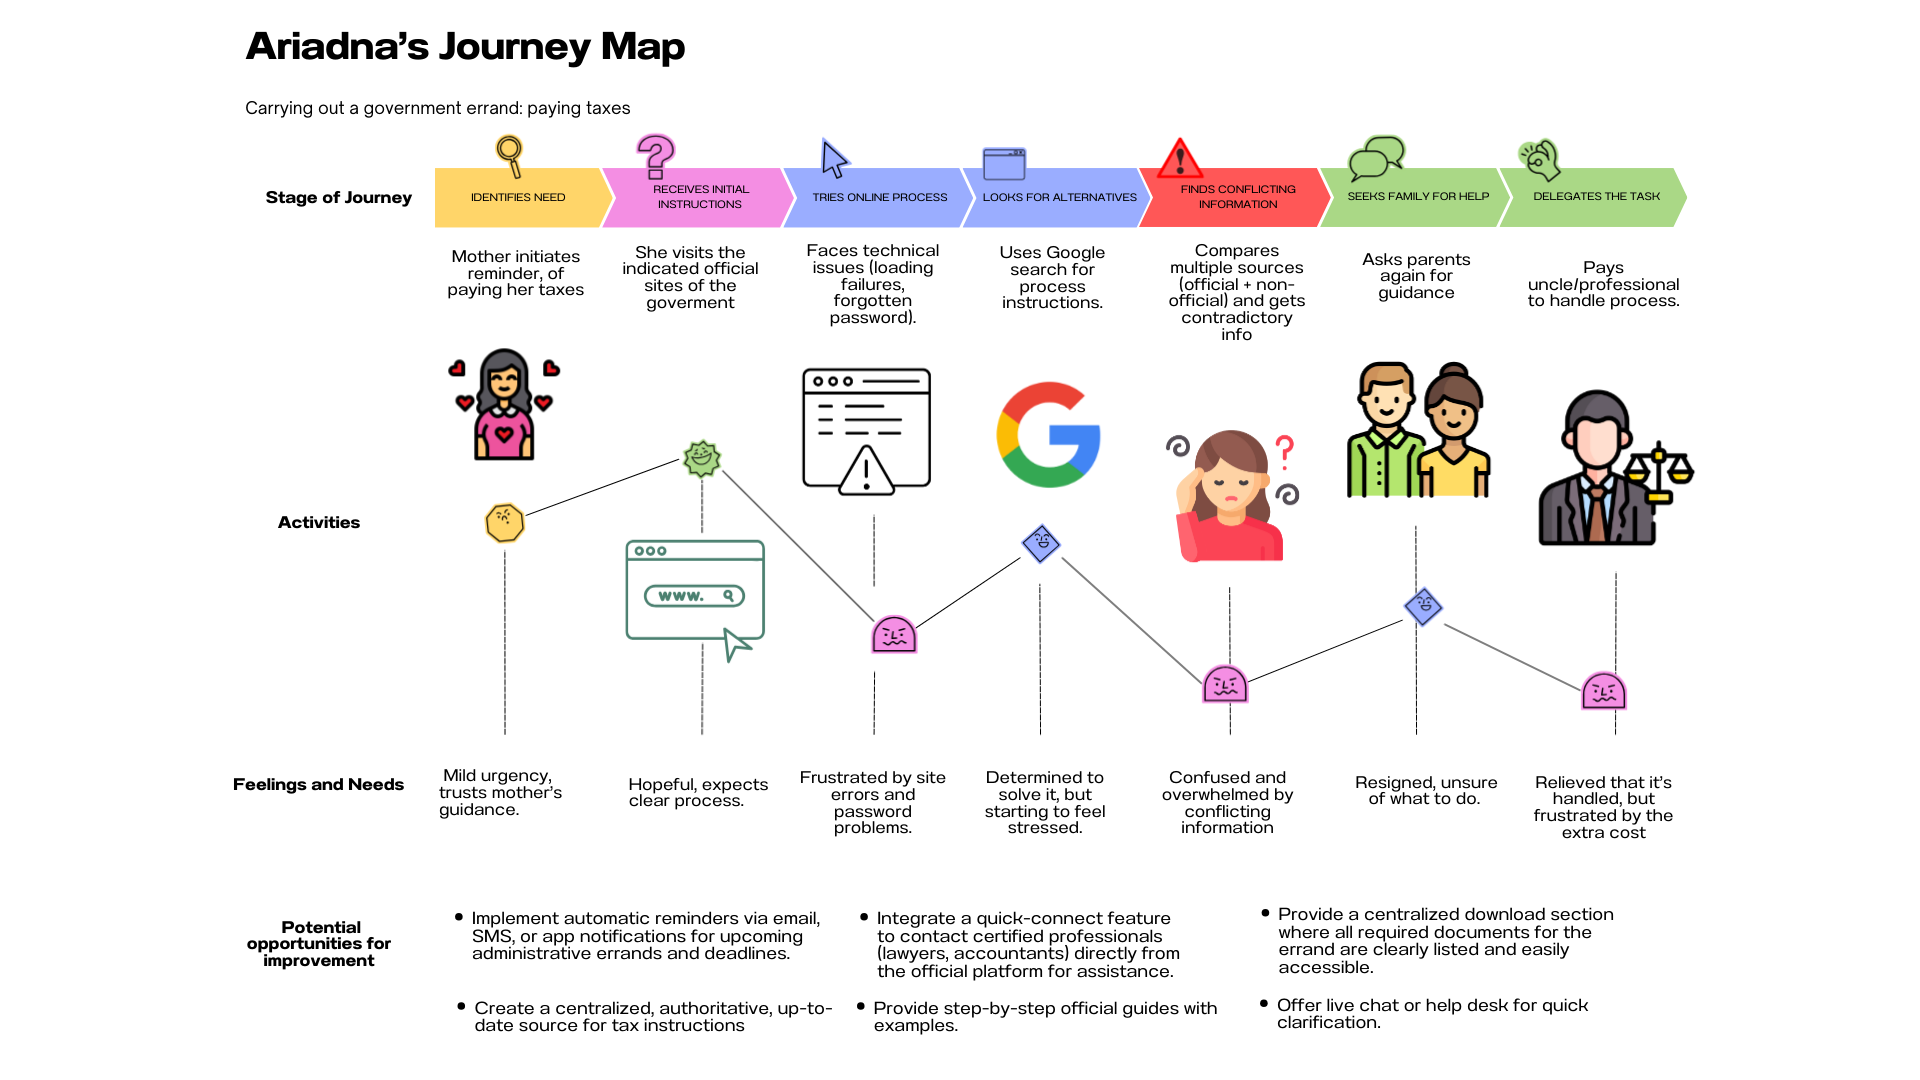 Ariadna's Journey Map
Carrying out a government errand: paying taxes
Stage of Journey
IDENTIFIES NEED
RECEIVES INITIAL
INSTRUCTIONS
TRIES ONLINE PROCESS
LOOKS FOR ALTERNATIVES
FINDS CONFLICTING
INFORMATION
SEEKS FAMILY FOR HELP
DELEGATES THE TASK
Mother initiates
reminder, of
paying her taxes
She visits the
indicated official
sites of the
goverment
Faces technical
issues (loading
failures,
forgotten
password).
Uses Google
search for
process
instructions.
Compares
multiple sources
(official + non-
official) and gets
contradictory
info
Asks parents
again for
guidance
Pays
uncle/professional
to handle process.
Activities
www.
Feelings and Needs
Mild urgency,
trusts mother's
guidance.
Hopeful, expects
clear process.
Frustrated by site
errors and
password
problems.
Determined to
solve it, but
starting to feel
stressed.
Confused and
overwhelmed by
conflicting
information
Resigned, unsure
of what to do.
Relieved that it's
handled, but
frustrated by the
extra cost
Potential
opportunities for
improvement
• Implement automatic reminders via email,
SMS, or app notifications for upcoming
administrative errands and deadlines.
• Create a centralized, authoritative, up-to-
date source for tax instructions
• Integrate a quick-connect feature
to contact certified professionals
(lawyers, accountants) directly from
the official platform for assistance.
• Provide step-by-step official guides with
examples.
• Provide a centralized download section
where all required documents for the
errand are clearly listed and easily
accessible.
• Offer live chat or help desk for quick
clarification.